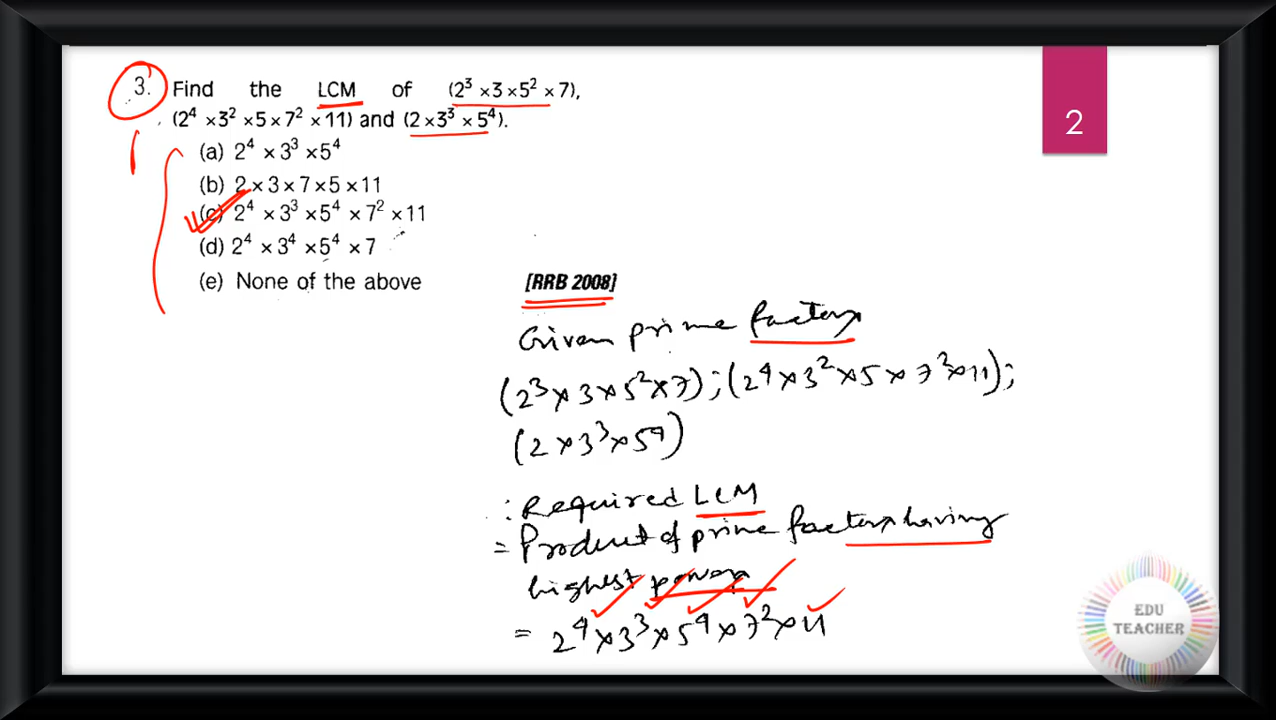 3. Find the LCM of (2³ ×3×5² ×7),
(2⁴ ×3² ×5×7² ×11) and (2×3³ ×5⁴).
(a) 2⁴ ×3³ ×5⁴
(b) 2×3×7×5×11
(c) 2⁴ ×3³ ×5⁴ ×7² ×11
(d) 2⁴ ×3⁴ ×5⁴ ×7
(e) None of the above
[RRB 2008]
2
Given prime factors
(2³×3×5²×7);(2⁴×3²×5×7²×11);
(2×3³×5⁴)
∴ Required LCM
= Product of prime factors having
highest power
= 2⁴×3³×5⁴×7²×11
EDU
TEACHER